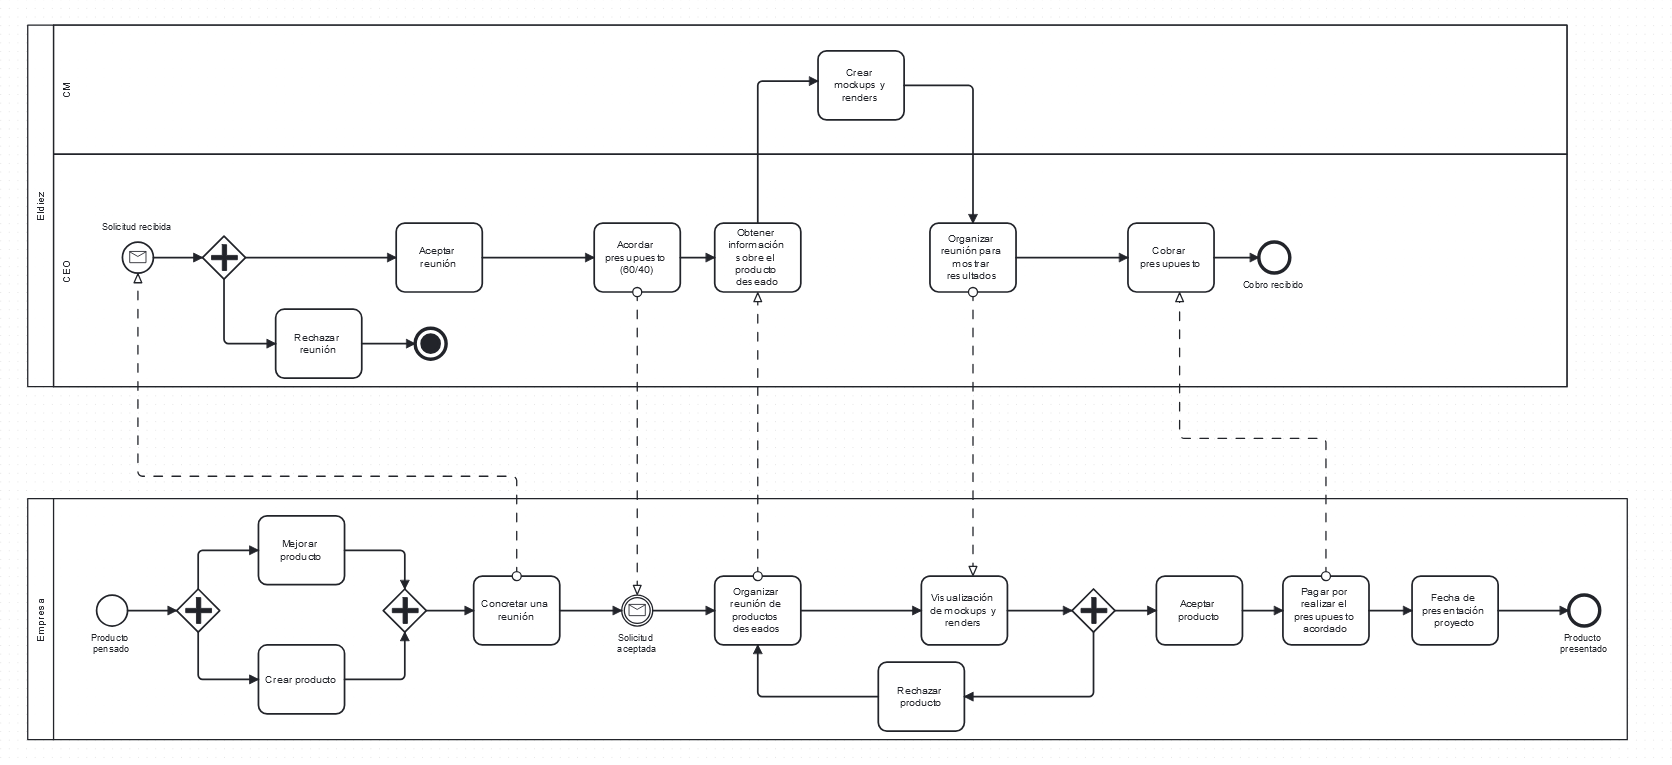 Eldiez
CM
Crear
mockups y
renders
CEO
Solicitud recibida
Aceptar
reunión
Rechazar
reunión
Acordar
presupuesto
(60/40)
Obtener
información
sobre el
producto
deseado
Organizar
reunión para
mostrar
resultados
Cobrar
presupuesto
Cobro recibido
Empresa
Producto
pensado
Mejorar
producto
Crear producto
Concretar una
reunión
Solicitud
aceptada
Organizar
reunión de
productos
deseados
Visualización
de mockups y
renders
Rechazar
producto
Aceptar
producto
Pagar por
realizar el
presupuesto
acordado
Fecha de
presentación
proyecto
Producto
presentado